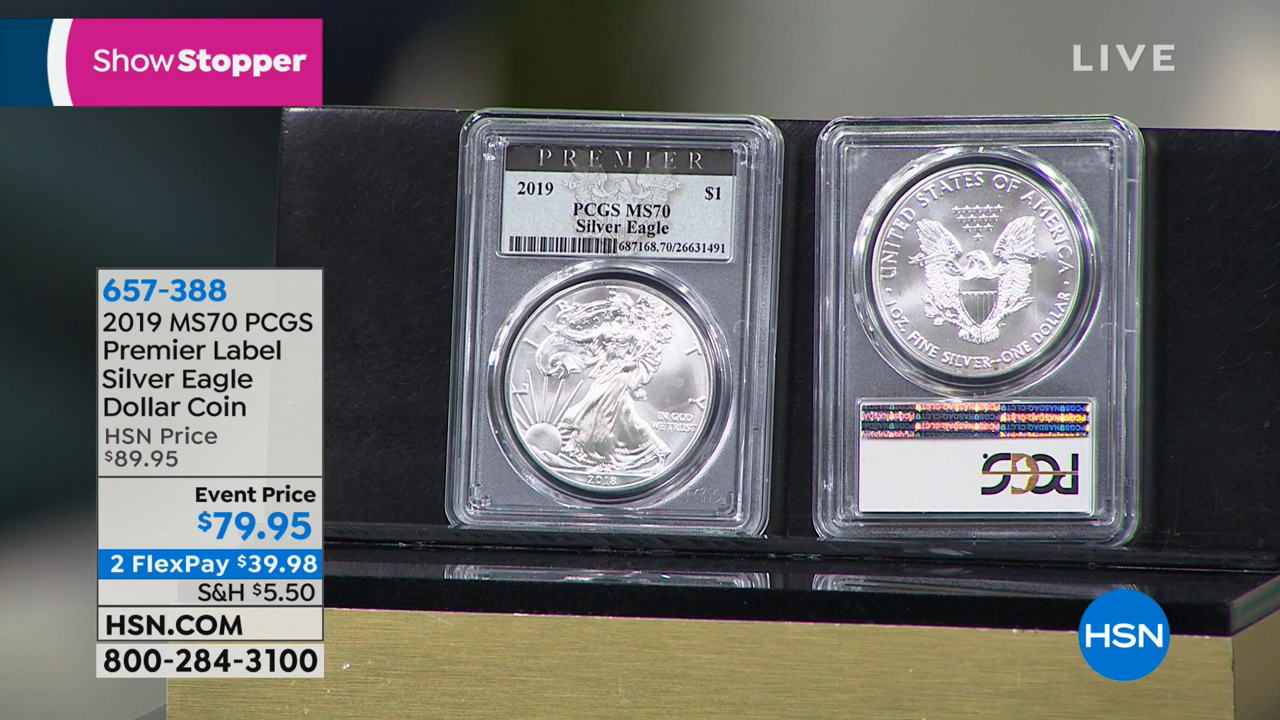 ShowStopper
LIVE
657-388
2019 MS70 PCGS
Premier Label
Silver Eagle
Dollar Coin
HSN Price
$89.95
Event Price
$79.95
2 FlexPay $39.98
S&H $5.50
HSN.COM
800-284-3100
PREMIER
2019 $1
PCGS MS70
Silver Eagle
687168.70/26631491
LIBERTY
IN GOD
WE TRUST
UNITED STATES OF AMERICA
1 OZ. FINE SILVER—ONE DOLLAR
PCGS
HSN